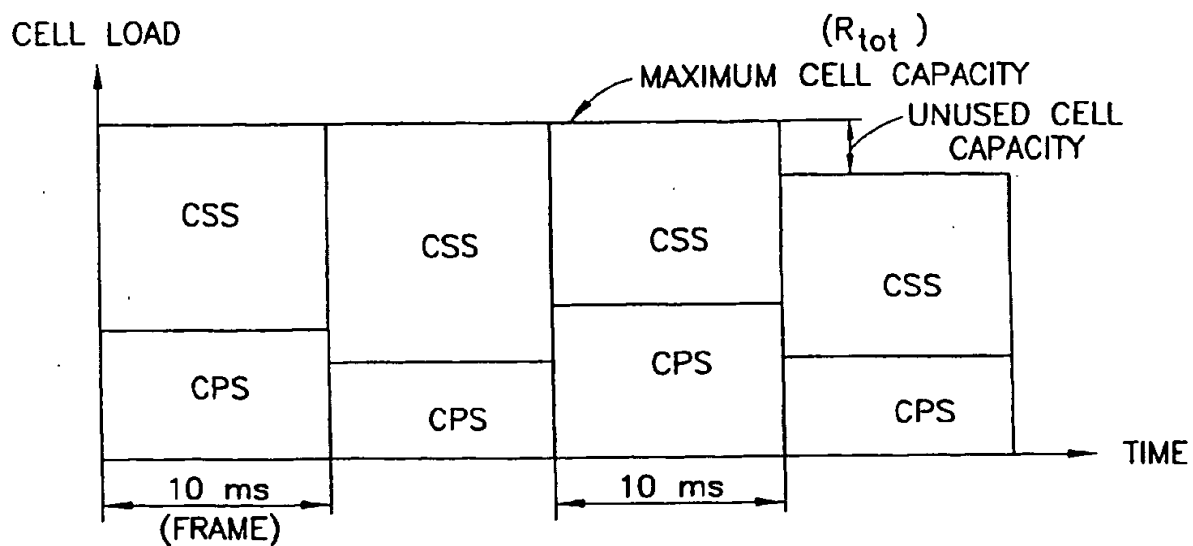 CELL LOAD
(Rtot)
MAXIMUM CELL CAPACITY
UNUSED CELL
CAPACITY
CSS
CSS
CSS
CSS
CPS
CPS
CPS
CPS
TIME
10 ms
(FRAME)
10 ms